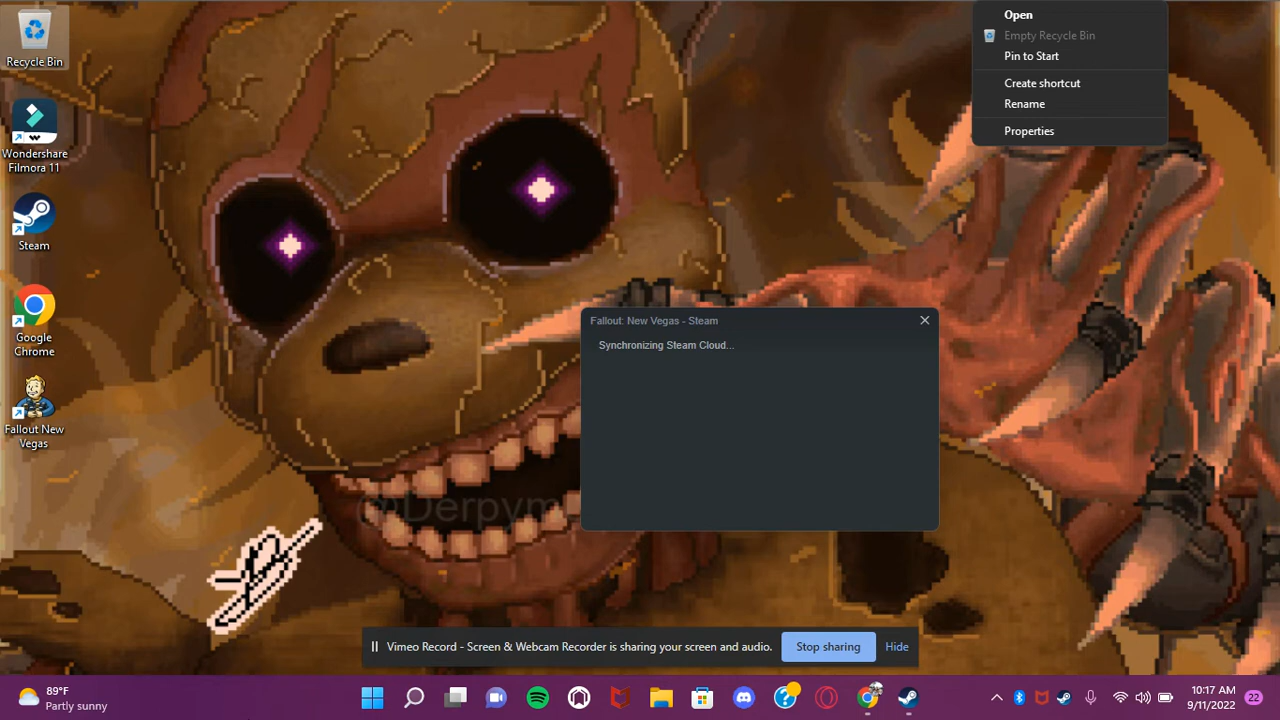 Recycle Bin
Wondershare
Filmora 11
Steam
Google
Chrome
Fallout New
Vegas
Open
Empty Recycle Bin
Pin to Start
Create shortcut
Rename
Properties
Fallout: New Vegas - Steam
Synchronizing Steam Cloud...
Vimeo Record - Screen & Webcam Recorder is sharing your screen and audio.
Stop sharing
Hide
89°F
Partly sunny
10:17 AM
9/11/2022
22